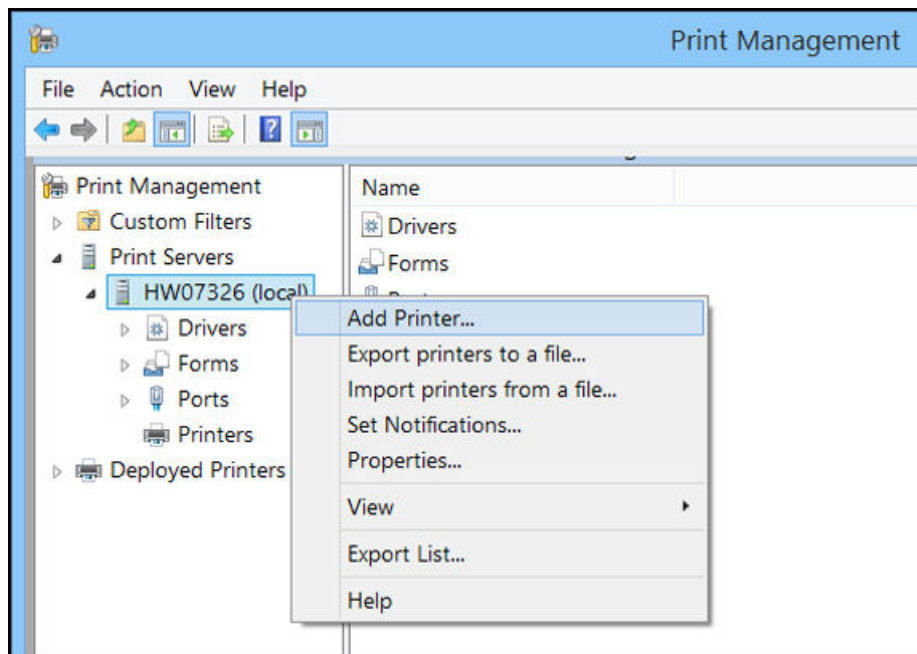 Print Management
File Action View Help
Print Management
Custom Filters
Print Servers
HW07326 (local)
Drivers
Forms
Ports
Printers
Deployed Printers
Name
Drivers
Forms
Add Printer...
Export printers to a file...
Import printers from a file...
Set Notifications...
Properties...
View
Export List...
Help